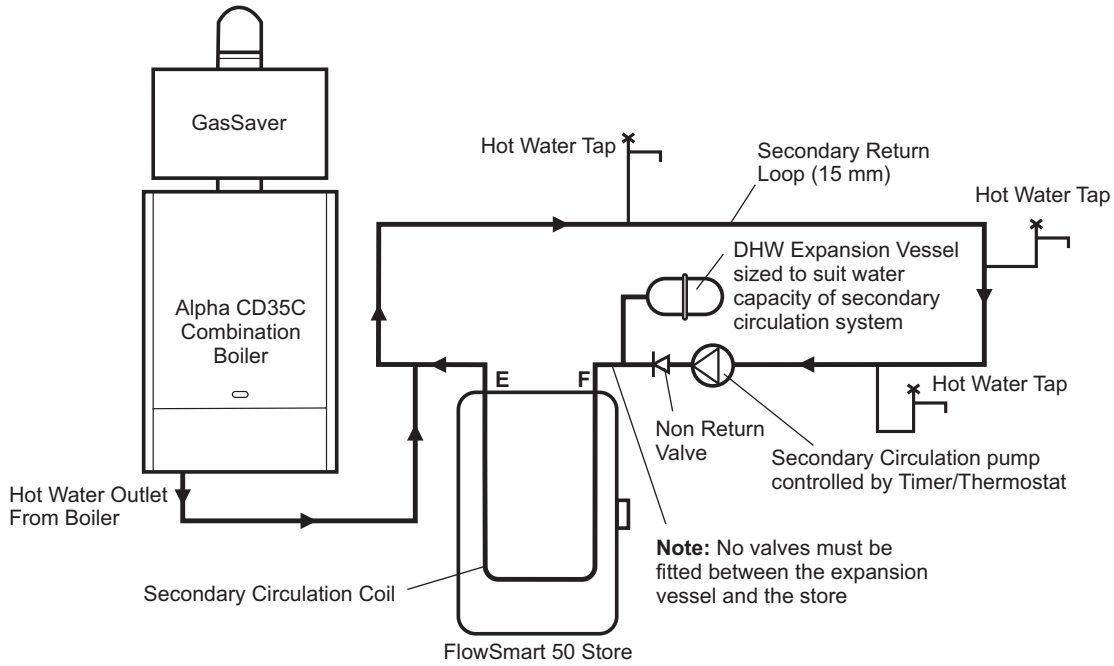 GasSaver
Alpha CD35C
Combination
Boiler
Hot Water Outlet
From Boiler
Hot Water Tap
Secondary Return
Loop (15 mm)
Hot Water Tap
DHW Expansion Vessel
sized to suit water
capacity of secondary
circulation system
E
F
Hot Water Tap
Non Return
Valve
Secondary Circulation pump
controlled by Timer/Thermostat
Note: No valves must be
fitted between the expansion
vessel and the store
Secondary Circulation Coil
FlowSmart 50 Store